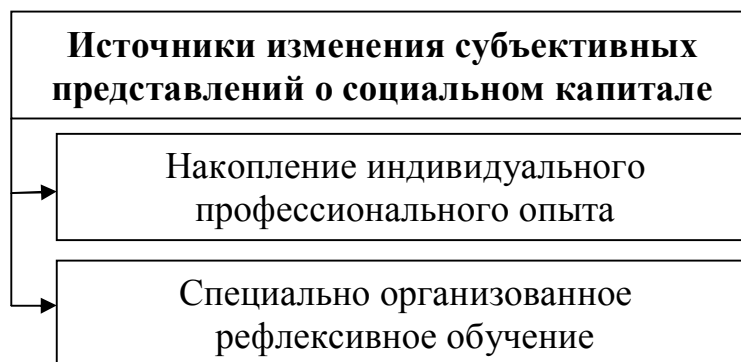 Источники изменения субъективных
представлений о социальном капитале
Накопление индивидуального
профессионального опыта
Специально организованное
рефлексивное обучение